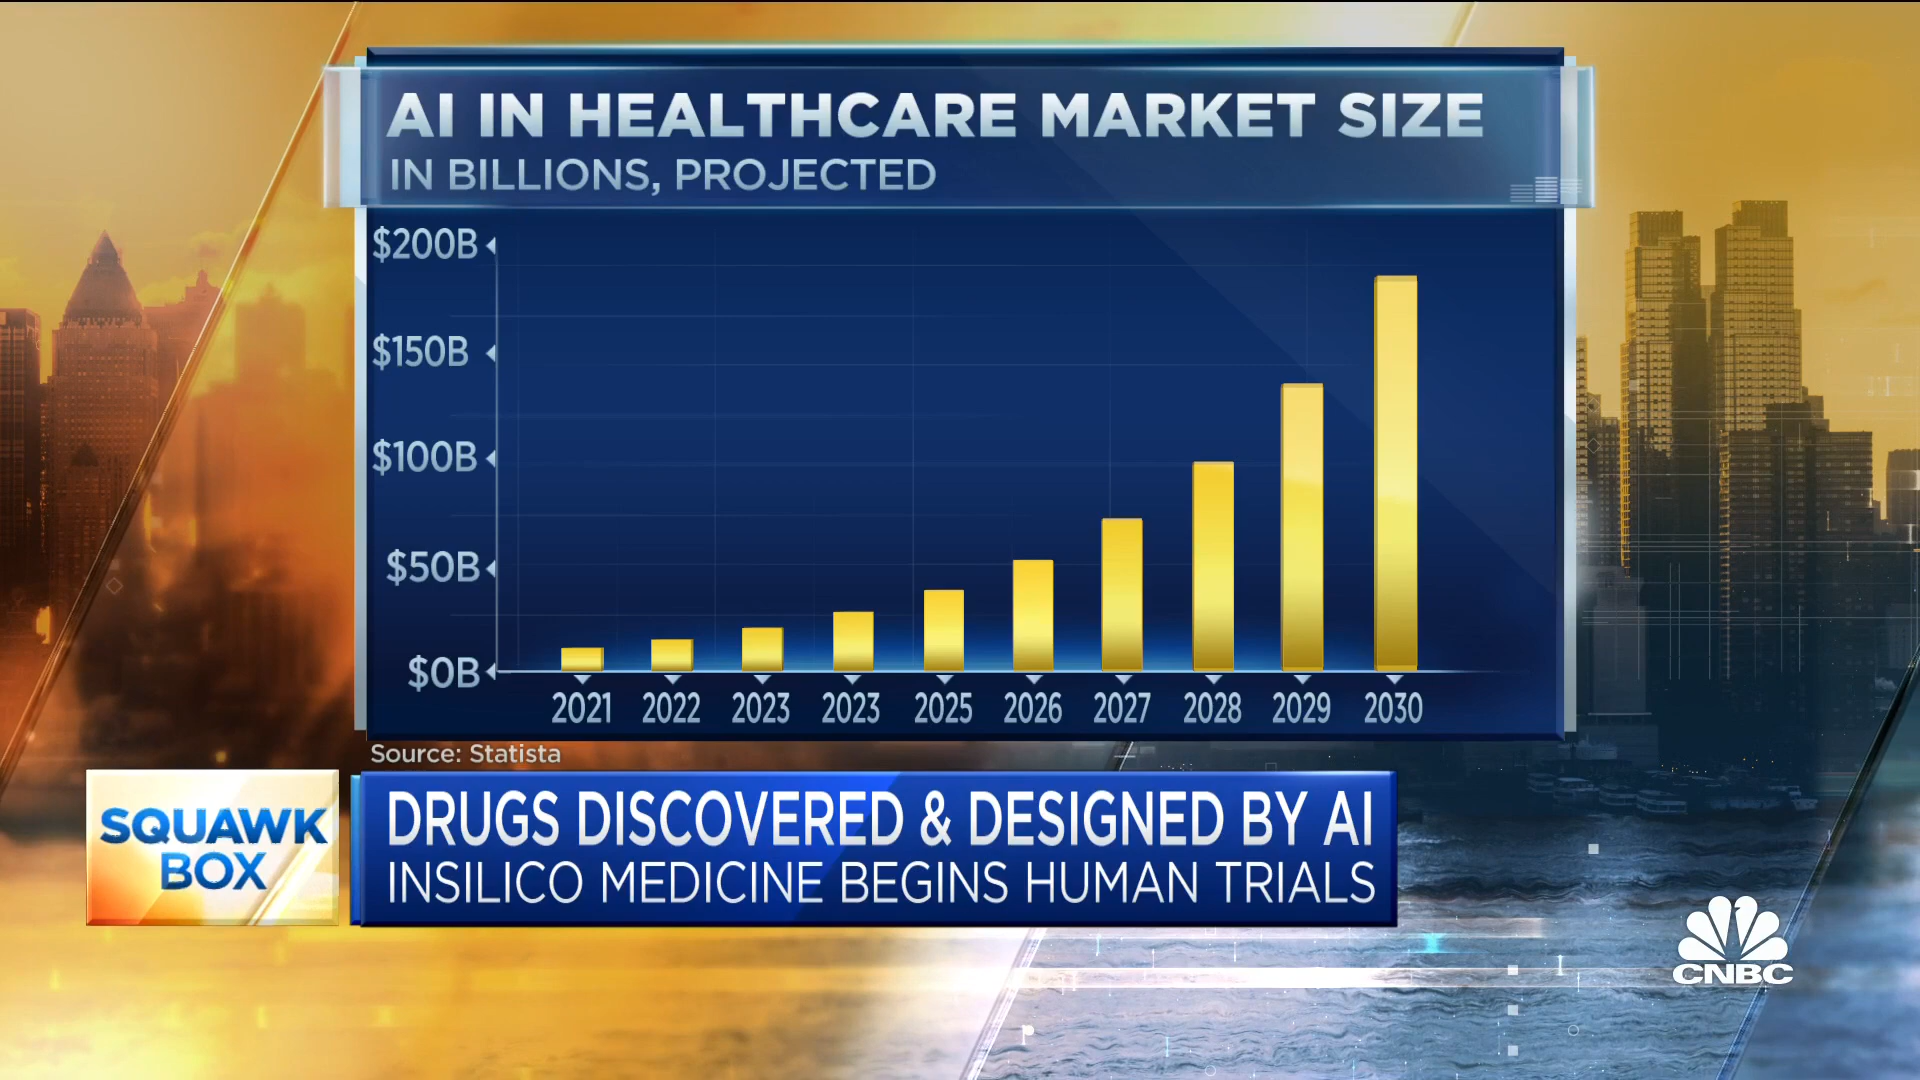 AI IN HEALTHCARE MARKET SIZE
IN BILLIONS, PROJECTED
$200B
$150B
$100B
$50B
$0B
2021 2022 2023 2023 2025 2026 2027 2028 2029 2030
Source: Statista
SQUAWK
BOX
DRUGS DISCOVERED & DESIGNED BY AI
INSILICO MEDICINE BEGINS HUMAN TRIALS
CNBC